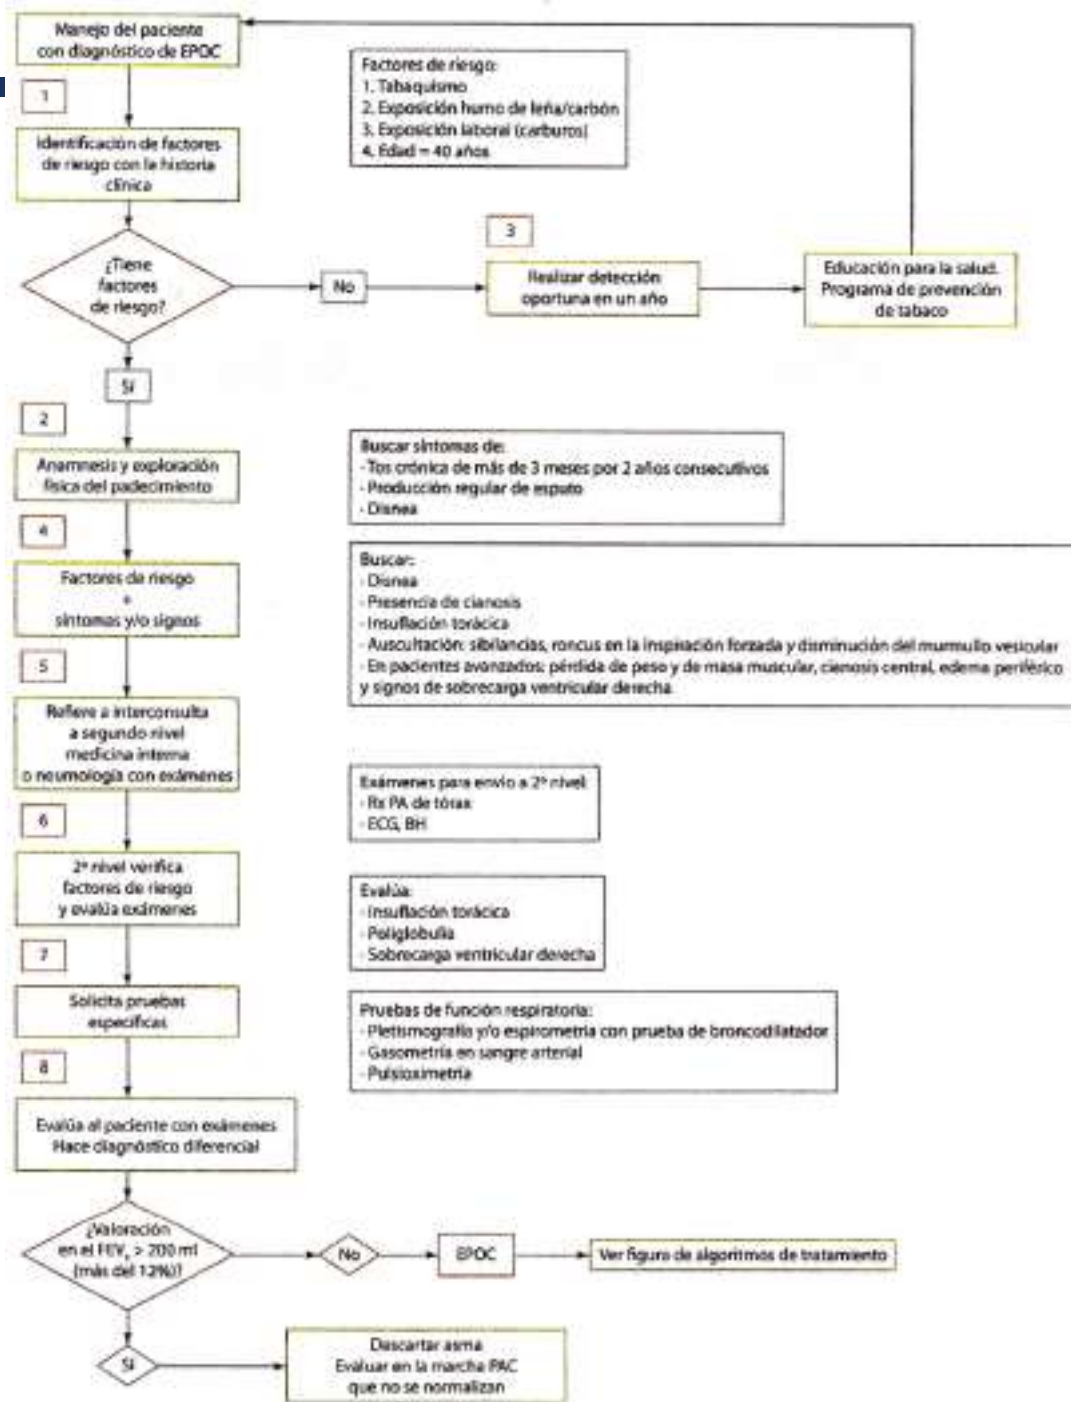 Manejo del paciente
con diagnóstico de EPOC
Factores de riesgo:
1. Tabaquismo
2. Exposición humo de leña/carbón
3. Exposición laboral (carburos)
4. Edad = 40 años
1
Identificación de factores
de riesgo con la historia
clínica
¿Tiene
factores
de riesgo?
No
3
Realizar detección
oportuna en un año
Educación para la salud.
Programa de prevención
de tabaco
Sí
2
Anamnesis y exploración
física del padecimiento
Buscar síntomas de:
- Tos crónica de más de 3 meses por 2 años consecutivos
- Producción regular de esputo
- Disnea
4
Factores de riesgo
+
síntomas y/o signos
Buscar:
- Disnea
- Presencia de cianosis
- Insuflación torácica
- Auscultación: sibilancias, roncus en la inspiración forzada y disminución del murmullo vesicular
- En pacientes avanzados: pérdida de peso y de masa muscular, cianosis central, edema periférico
y signos de sobrecarga ventricular derecha
5
Refiere a interconsulta
a segundo nivel
medicina interna
o neumología con exámenes
Exámenes para envío a 2º nivel
- Rx PA de tórax
- ECG, BH
6
2º nivel verifica
factores de riesgo
y evalúa exámenes
Evalúa:
- Insuflación torácica
- Poliglobulia
- Sobrecarga ventricular derecha
7
Solicita pruebas
específicas
Pruebas de función respiratoria:
- Pletismografía y/o espirometría con prueba de broncodilatador
- Gasometría en sangre arterial
- Pulsioximetría
8
Evalúa al paciente con exámenes
Hace diagnóstico diferencial
¿Valoración
en el FEV₁ > 200 ml
(más del 12%)?
No
EPOC
Ver figura de algoritmos de tratamiento
Sí
Descartar asma
Evaluar en la marcha PAC
que no se normalizan